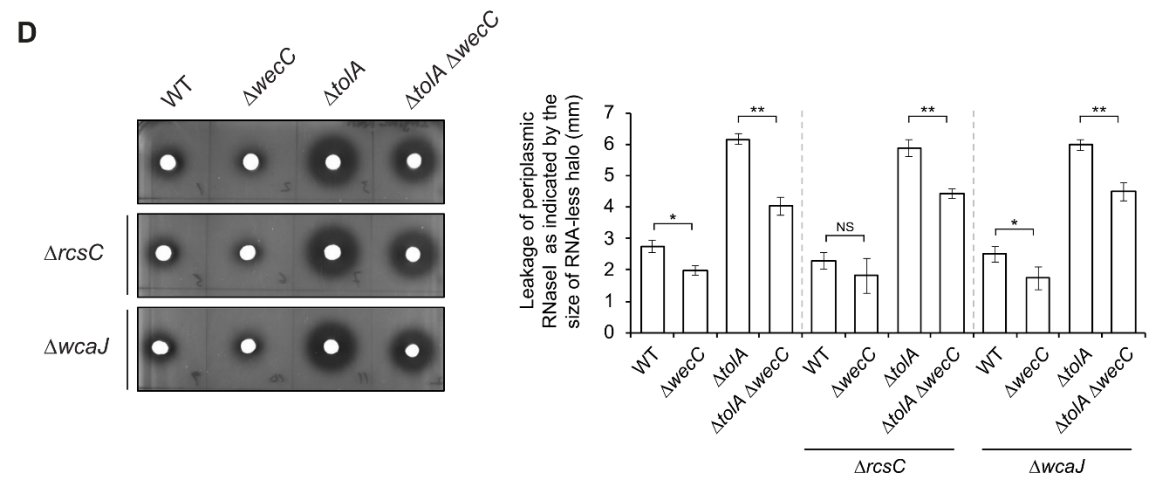 D
WT
ΔwecC
ΔtolA
ΔtolA ΔwecC
ΔrcsC
ΔwcaJ
Leakage of periplasmic
RNaseI as indicated by the
size of RNA-less halo (mm)
7
6
5
4
3
2
1
0
*
**
NS
**
*
**
WT
ΔwecC
ΔtolA
ΔtolA ΔwecC
WT
ΔwecC
ΔtolA
ΔtolA ΔwecC
WT
ΔwecC
ΔtolA
ΔtolA ΔwecC
ΔrcsC
ΔwcaJ